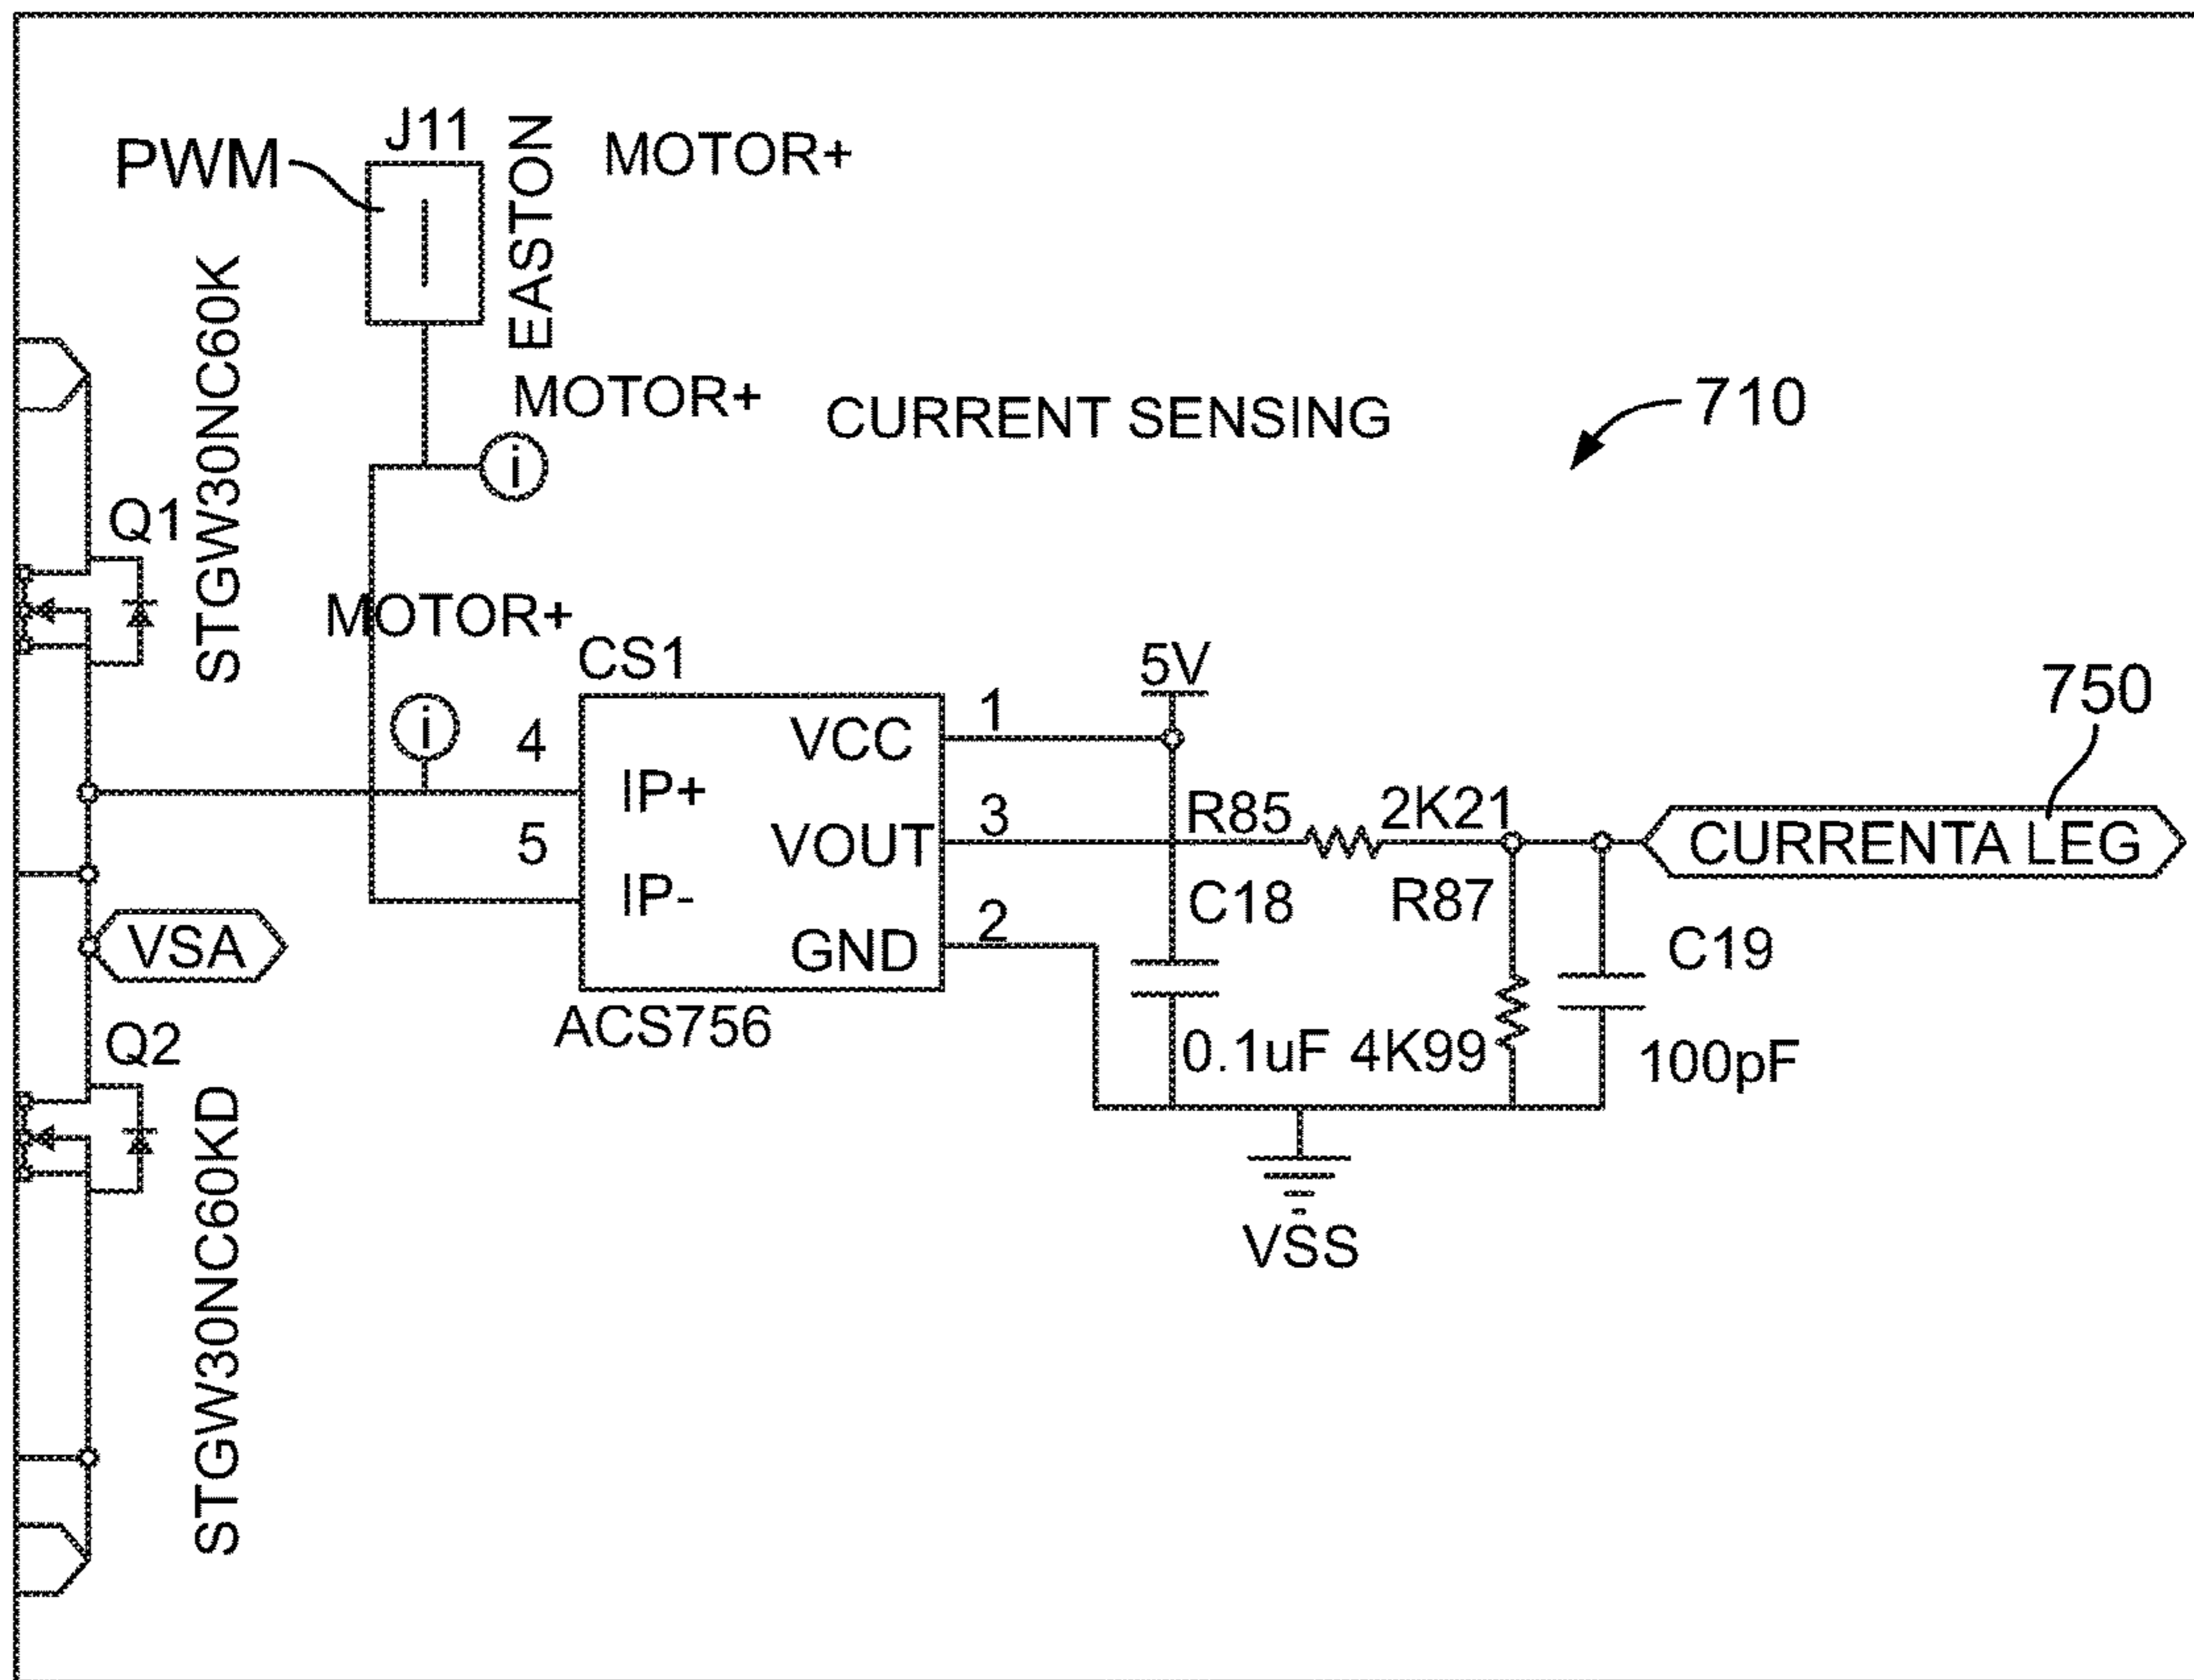 J11
PWM
EASTON
MOTOR+
MOTOR+
CURRENT SENSING
710
i
Q1
STGW30NC60K
MOTOR+
CS1
5V
750
i
4
VCC
1
IP+
R85
2K21
5
VOUT
3
CURRENTA LEG
IP-
C18
R87
VSA
GND
2
C19
Q2
ACS756
0.1uF
4K99
100pF
STGW30NC60KD
VSS